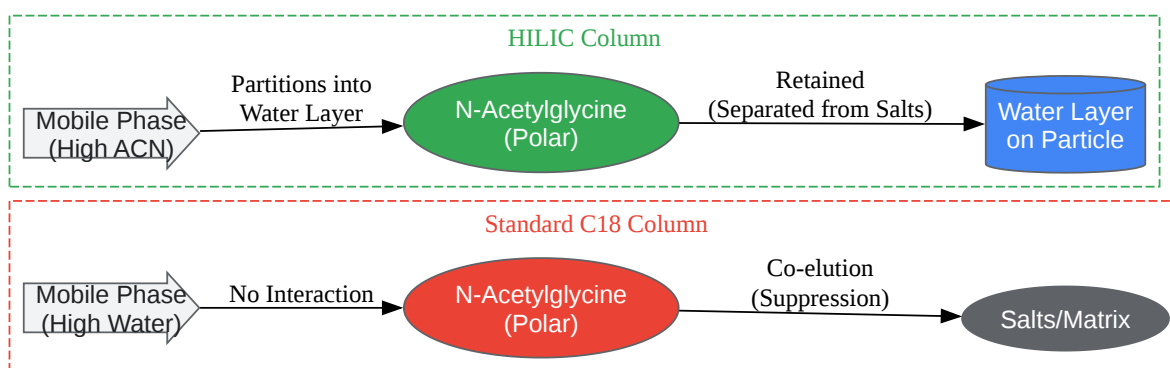 HILIC Column
Partitions into
Water Layer
Retained
(Separated from Salts)
Mobile Phase
(High ACN)
N-Acetylglycine
(Polar)
Water Layer
on Particle
Standard C18 Column
Mobile Phase
(High Water)
No Interaction
N-Acetylglycine
(Polar)
Co-elution
(Suppression)
Salts/Matrix